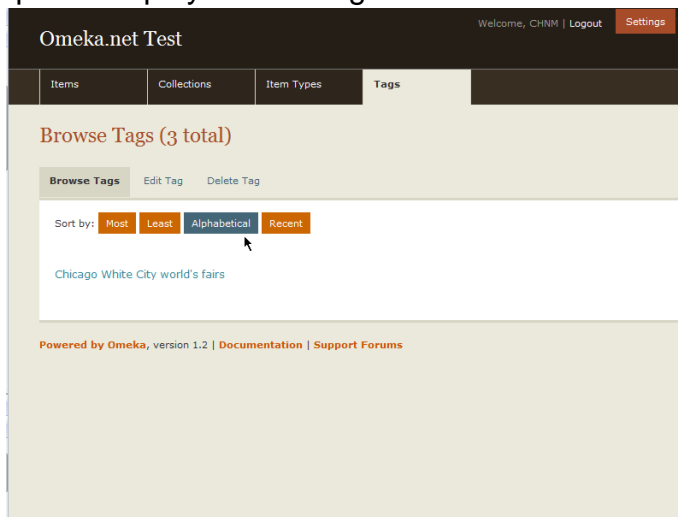 Welcome, CHNM | Logout Settings
Omeka.net Test
Items Collections Item Types Tags
Browse Tags (3 total)
Browse Tags Edit Tag Delete Tag
Sort by: Most Least Alphabetical Recent
Chicago White City world's fairs
Powered by Omeka, version 1.2 | Documentation | Support Forums